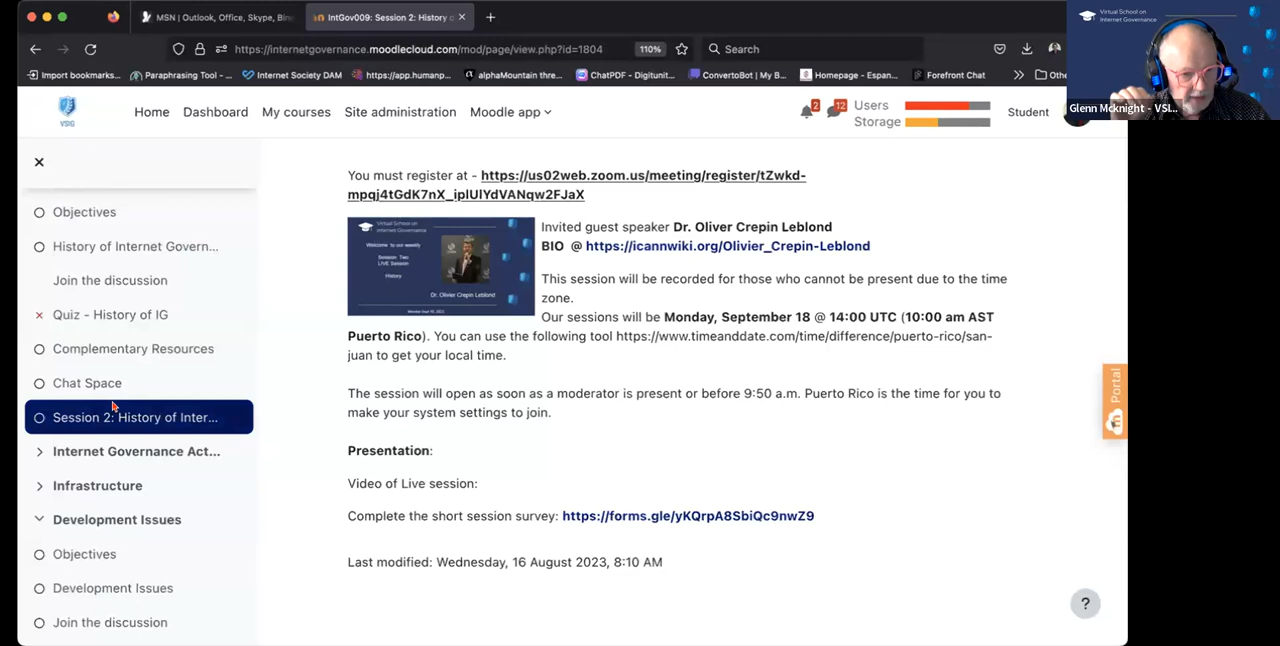 MSN | Outlook, Office, Skype, Bin
IntGov009: Session 2: History o
https://internetgovernance.moodlecloud.com/mod/page/view.php?id=1804
110%
Search
Import bookmarks...
Paraphrasing Tool - ...
Internet Society DAM
https://app.humanp...
alphaMountain thre...
ChatPDF - Digitunit...
ConvertoBot | My B...
Homepage - Espan...
Forefront Chat
Othe
Virtual School on
Internet Governance
Glenn Mcknight - VSI...
VSIG
Home
Dashboard
My courses
Site administration
Moodle app
2
12
Users
Storage
Student
Objectives
History of Internet Govern...
Join the discussion
Quiz - History of IG
Complementary Resources
Chat Space
Session 2: History of Inter...
Internet Governance Act...
Infrastructure
Development Issues
Objectives
Development Issues
Join the discussion
You must register at - https://us02web.zoom.us/meeting/register/tZwkd-
mpqj4tGdK7nX_iplUlYdVANqw2FJaX
Virtual School on
Internet Governance
Welcome to our weekly
Session Two
LIVE Session
History
Dr. Oliver Crepin Leblond
Invited guest speaker Dr. Oliver Crepin Leblond
BIO @ https://icannwiki.org/Olivier_Crepin-Leblond
This session will be recorded for those who cannot be present due to the time
zone.
Our sessions will be Monday, September 18 @ 14:00 UTC (10:00 am AST
Puerto Rico). You can use the following tool https://www.timeanddate.com/time/difference/puerto-rico/san-
juan to get your local time.
The session will open as soon as a moderator is present or before 9:50 a.m. Puerto Rico is the time for you to
make your system settings to join.
Presentation:
Video of Live session:
Complete the short session survey: https://forms.gle/yKQrpA8SbiQc9nwZ9
Last modified: Wednesday, 16 August 2023, 8:10 AM
Portal
?